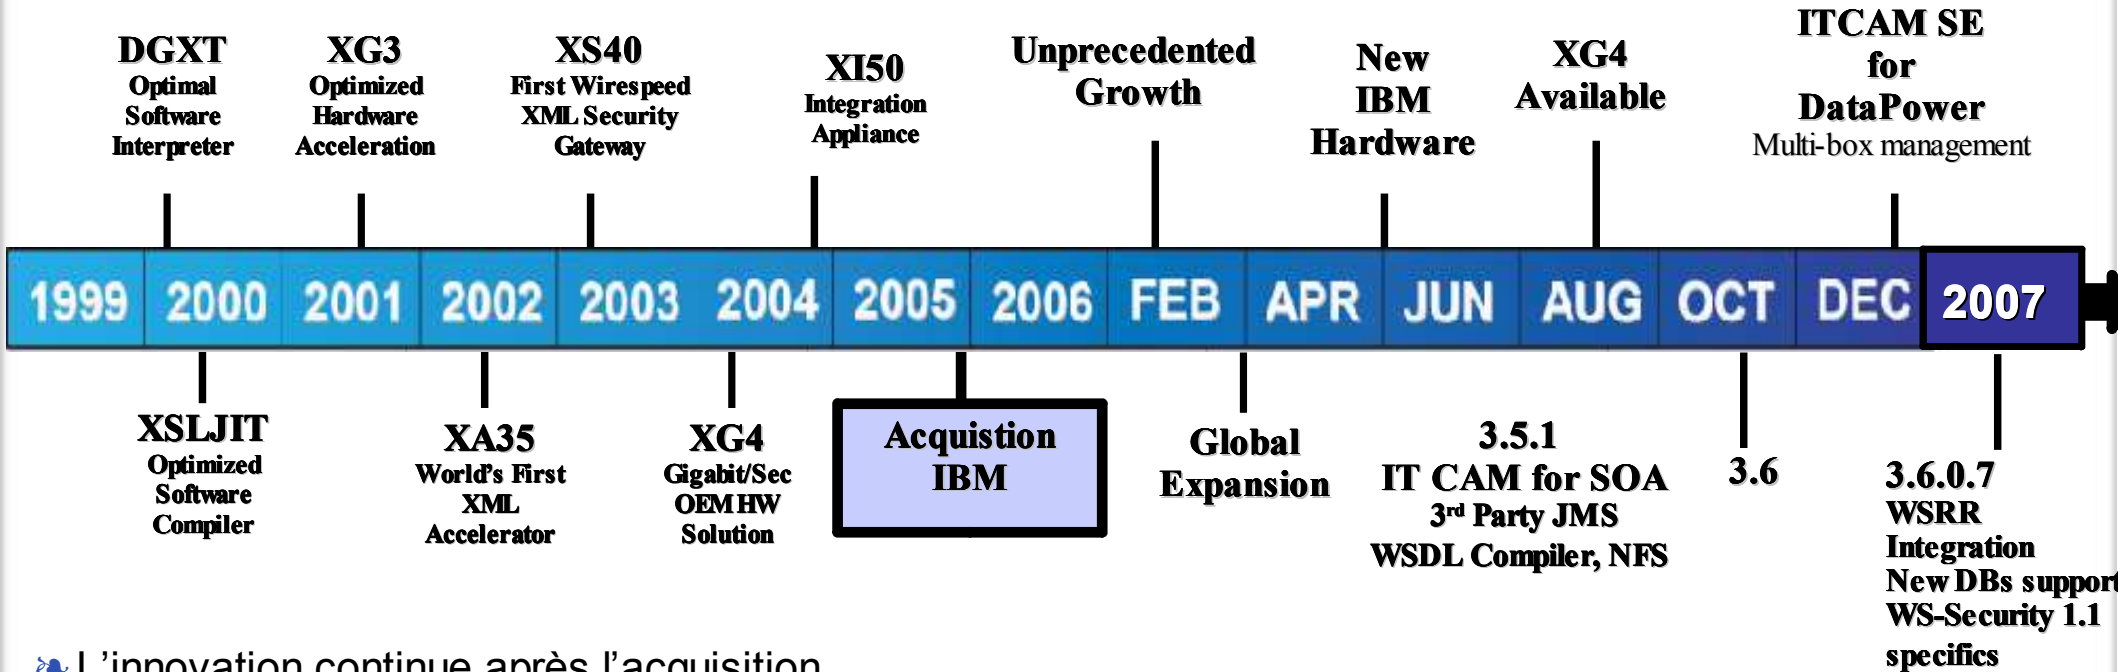 DGXT
Optimal
Software
Interpreter
XG3
Optimized
Hardware
Acceleration
XS40
First Wirespeed
XML Security
Gateway
XI50
Integration
Appliance
Unprecedented
Growth
New
IBM
Hardware
XG4
Available
ITCAM SE
for
DataPower
Multi-box management
1999 2000 2001 2002 2003 2004 2005 2006 FEB APR JUN AUG OCT DEC 2007
XSLJIT
Optimized
Software
Compiler
XA35
World's First
XML
Accelerator
XG4
Gigabit/Sec
OEM HW
Solution
Acquistion
IBM
Global
Expansion
3.5.1
IT CAM for SOA
3rd Party JMS
WSDL Compiler, NFS
3.6
3.6.0.7
WSRR
Integration
New DBs support
WS-Security 1.1
specifics
L'innovation continue après l'acquisition